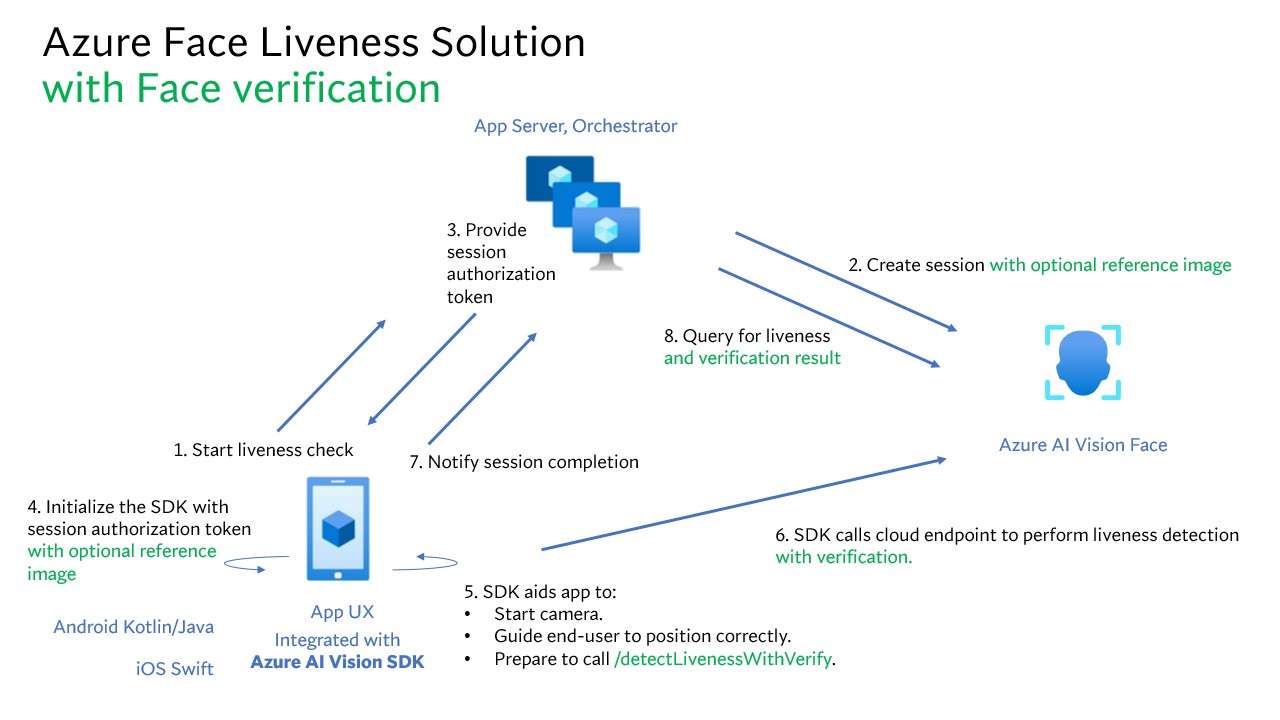 Azure Face Liveness Solution
with Face verification
App Server, Orchestrator
3. Provide
session
authorization
token
2. Create session with optional reference image
8. Query for liveness
and verification result
1. Start liveness check
7. Notify session completion
Azure AI Vision Face
4. Initialize the SDK with
session authorization token
with optional reference
image
6. SDK calls cloud endpoint to perform liveness detection
with verification.
5. SDK aids app to:
• Start camera.
• Guide end-user to position correctly.
• Prepare to call /detectLivenessWithVerify.
App UX
Integrated with
Azure AI Vision SDK
Android Kotlin/Java
iOS Swift